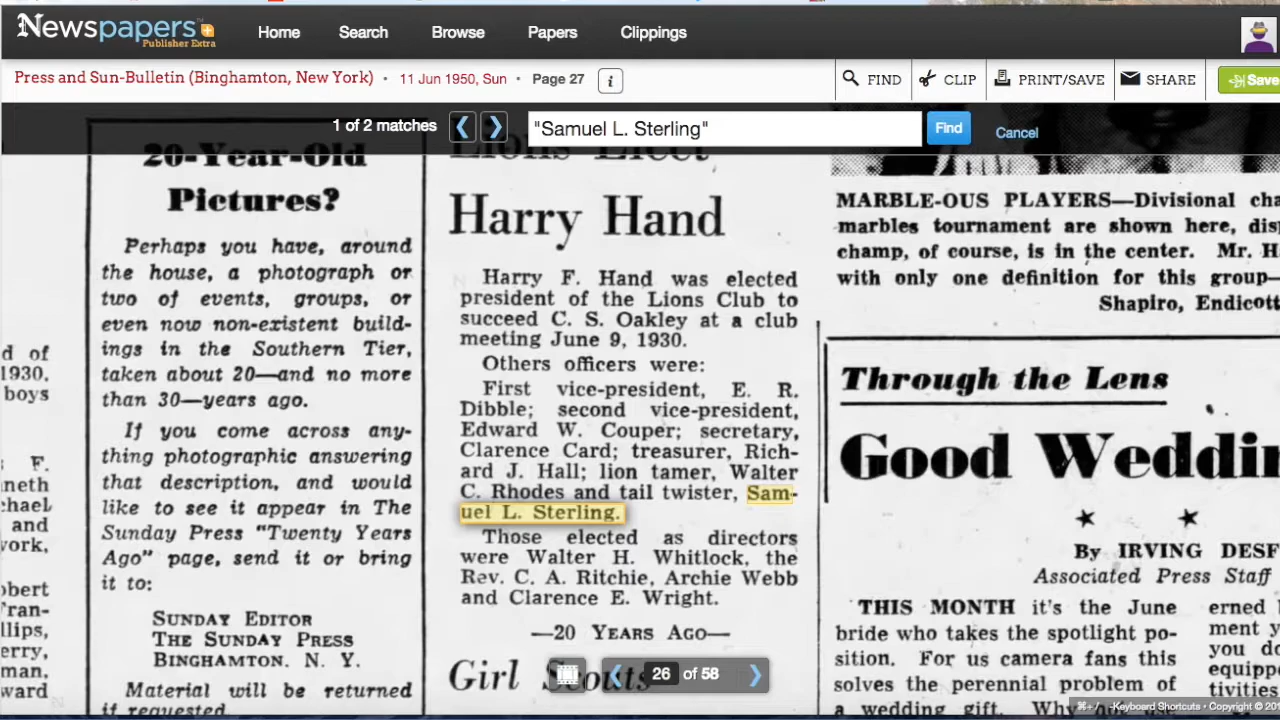 Newspapers
Publisher Extra
Home
Search
Browse
Papers
Clippings
Press and Sun-Bulletin (Binghamton, New York) • 11 Jun 1950, Sun • Page 27
i
FIND
CLIP
PRINT/SAVE
SHARE
Save
1 of 2 matches
"Samuel L. Sterling"
Find
Cancel
d of
1930,
boys
F.
neth
chael
and
york,
obert
Fran-
llips,
erry,
man,
ward
20-Year-Old
Pictures?
Perhaps you have, around
the house, a photograph or
two of events, groups, or
even now non-existent build-
ings in the Southern Tier,
taken about 20—and no more
than 30—years ago.
If you come across any-
thing photographic answering
that description, and would
like to see it appear in The
Sunday Press "Twenty Years
Ago" page, send it or bring
it to:
SUNDAY EDITOR
THE SUNDAY PRESS
BINGHAMTON. N. Y.
Material will be returned
if requested.
Lions Elect
Harry Hand
Harry F. Hand was elected
president of the Lions Club to
succeed C. S. Oakley at a club
meeting June 9, 1930.
Others officers were:
First vice-president, E. R.
Dibble; second vice-president,
Edward W. Couper; secretary,
Clarence Card; treasurer, Rich-
ard J. Hall; lion tamer, Walter
C. Rhodes and tail twister, Sam-
uel L. Sterling.
Those elected as directors
were Walter H. Whitlock, the
Rev. C. A. Ritchie, Archie Webb
and Clarence E. Wright.
—20 YEARS AGO—
Girl Scouts
26 of 58
MARBLE-OUS PLAYERS—Divisional cha
marbles tournament are shown here, disp
champ, of course, is in the center. Mr. H
with only one definition for this group—
Shapiro, Endicott
Through the Lens
Good Weddin
By IRVING DESF
Associated Press Staff
THIS MONTH it's the June
bride who takes the spotlight po-
sition. For us camera fans this
solves the perennial problem of
a wedding gift. Why not use
erned
ment y
you do
equipp
tivities
⌘+ / -Keyboard Shortcuts • Copyright © 201